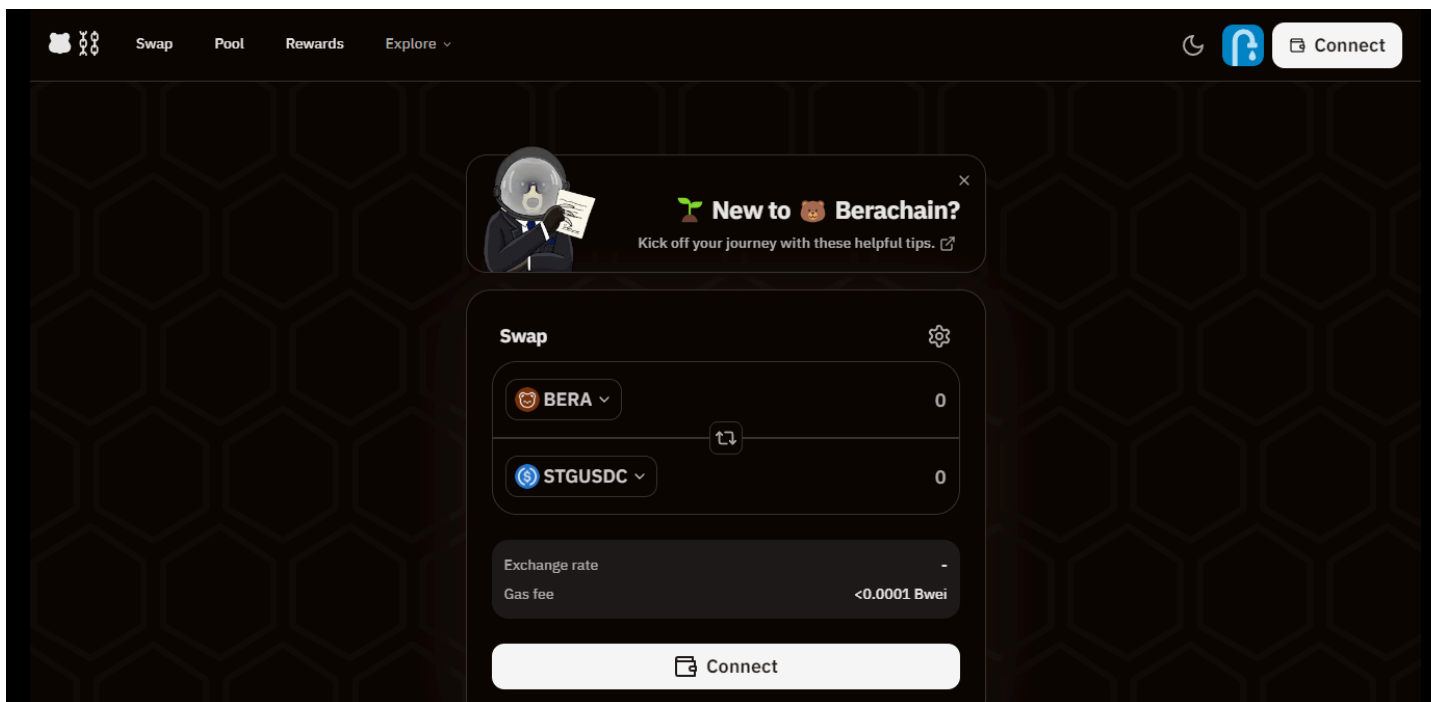 Swap Pool Rewards Explore
Connect
New to Berachain?
Kick off your journey with these helpful tips.
Swap
BERA
0
STGUSDC
0
Exchange rate -
Gas fee <0.0001 Bwei
Connect